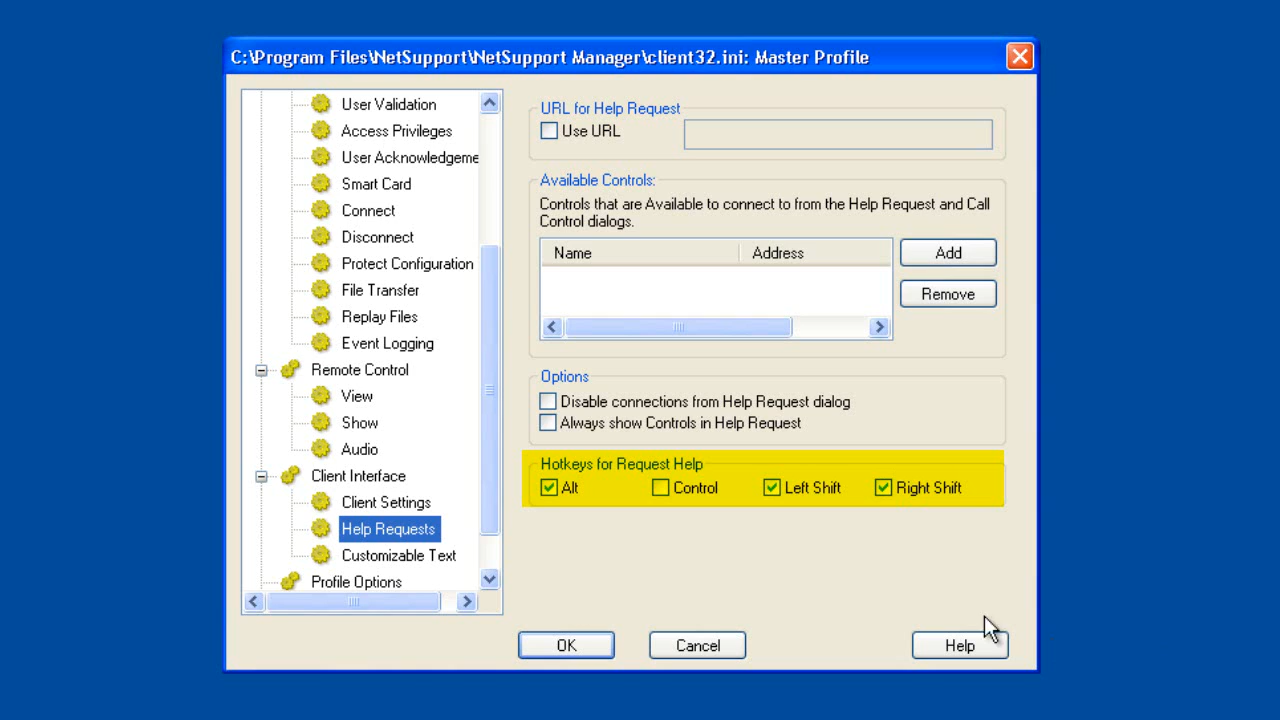 C:\Program Files\NetSupport\NetSupport Manager\client32.ini: Master Profile
User Validation
Access Privileges
User Acknowledgeme
Smart Card
Connect
Disconnect
Protect Configuration
File Transfer
Replay Files
Event Logging
Remote Control
View
Show
Audio
Client Interface
Client Settings
Help Requests
Customizable Text
Profile Options
URL for Help Request
Use URL
Available Controls:
Controls that are Available to connect to from the Help Request and Call
Control dialogs.
Name Address
Add
Remove
Options
Disable connections from Help Request dialog
Always show Controls in Help Request
Hotkeys for Request Help
Alt Control Left Shift Right Shift
OK Cancel Help